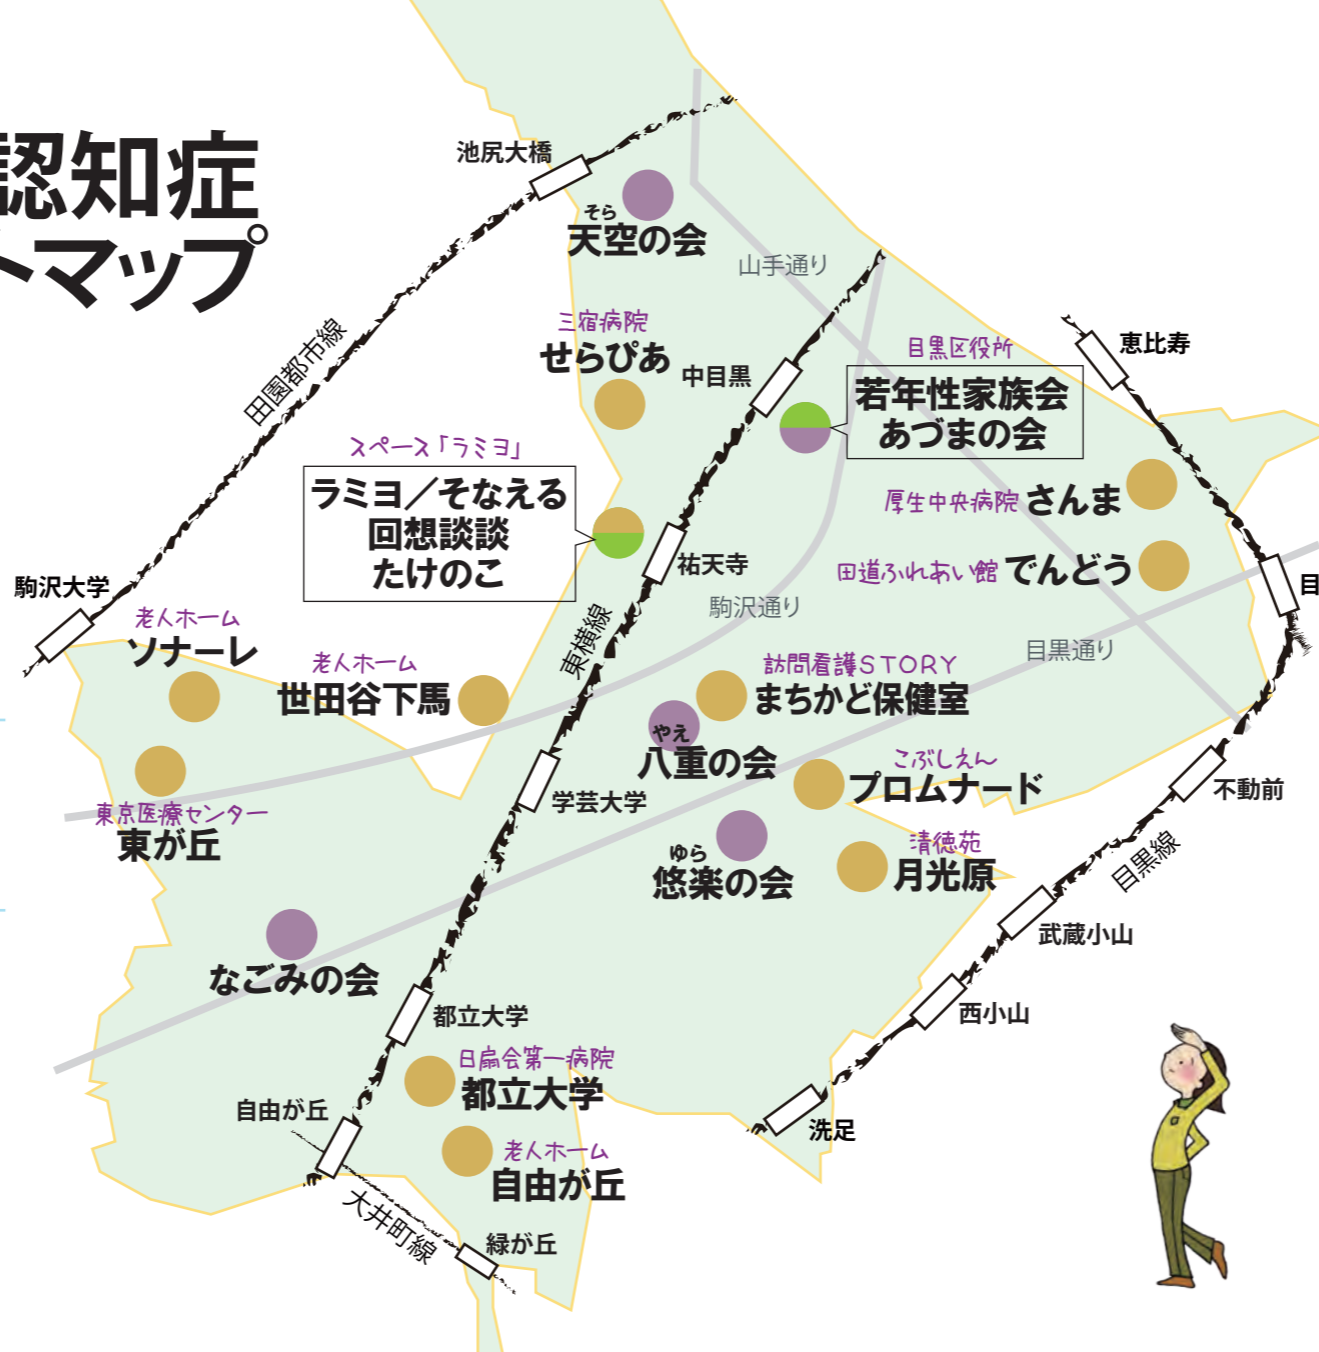 認知症
トマップ
池尻大橋
そら
天空の会
山手通り
田園都市線
三宿病院
せらぴあ
中目黒
目黒区役所
若年性家族会
あづまの会
恵比寿
スペース「ラミヨ」
ラミヨ／そなえる
回想談談
たけのこ
厚生中央病院 さんま
田道ふれあい館 でんどう
祐天寺
駒沢通り
目黒通り
目
駒沢大学
老人ホーム
ソナーレ
老人ホーム
世田谷下馬
東横線
訪問看護STORY
まちかど保健室
やえ
八重の会
こぶしえん
プロムナード
不動前
学芸大学
東京医療センター
東が丘
ゆら
悠楽の会
清徳苑
月光原
目黒線
武蔵小山
なごみの会
西小山
都立大学
日扇会第一病院
都立大学
自由が丘
洗足
老人ホーム
自由が丘
大井町線
緑が丘